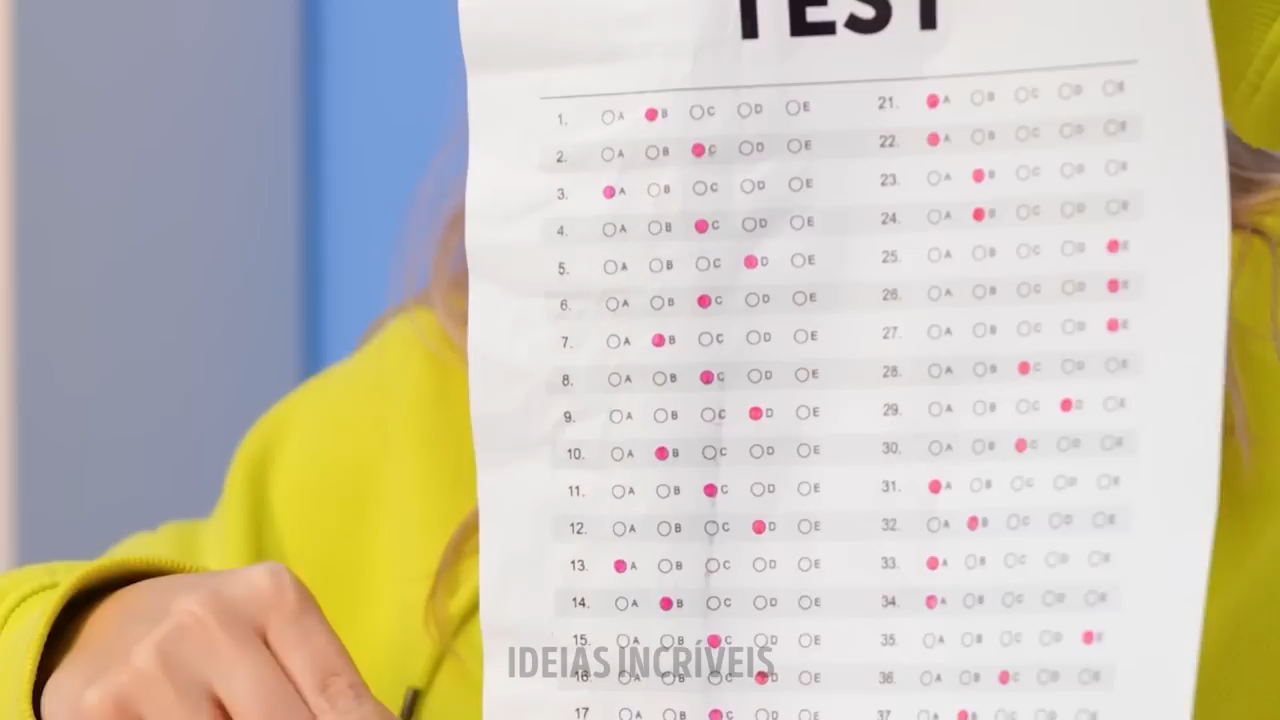 TEST
1. A B C D E
2. A B C D E
3. A B C D E
4. A B C D E
5. A B C D E
6. A B C D E
7. A B C D E
8. A B C D E
9. A B C D E
10. A B C D E
11. A B C D E
12. A B C D E
13. A B C D E
14. A B C D E
15. A B C D E
16. A B C D E
17 A B C D E
21. A B C D E
22. A B C D E
23. A B C D E
24. A B C D E
25. A B C D E
26. A B C D E
27. A B C D E
28. A B C D E
29. A B C D E
30. A B C D E
31. A B C D E
32. A B C D E
33. A B C D E
34. A B C D E
35. A B C D E
36. A B C D E
37. A B C D E
IDEIAS INCRÍVEIS